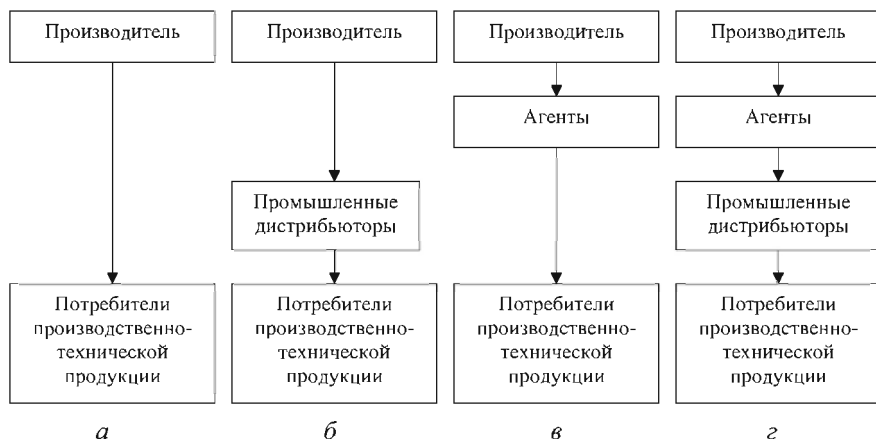 Производитель
Производитель
Производитель
Производитель
Агенты
Агенты
Промышленные
дистрибьюторы
Промышленные
дистрибьюторы
Потребители
производственно-
технической
продукции
Потребители
производственно-
технической
продукции
Потребители
производственно-
технической
продукции
Потребители
производственно-
технической
продукции
а
б
в
г